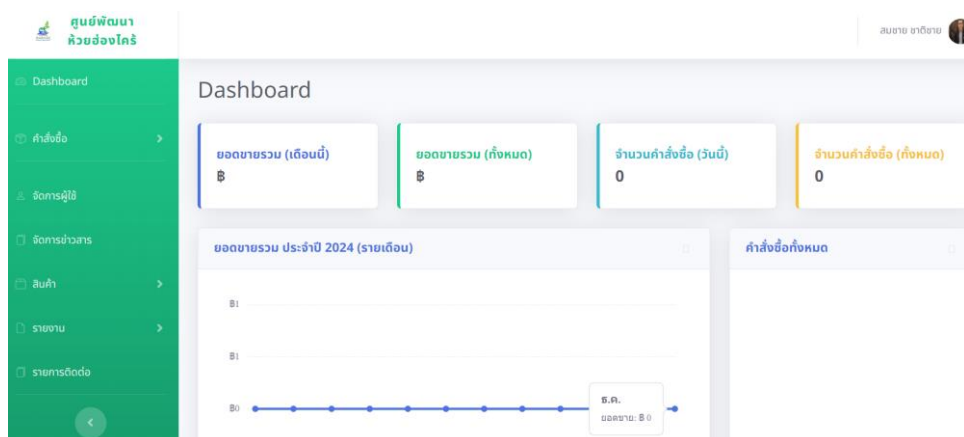 ศูนย์พัฒนา
ห้วยฮ่องไคร้
สมชาย ชาติชาย
Dashboard
คำสั่งซื้อ
จัดการผู้ใช้
จัดการข่าวสาร
สินค้า
รายงาน
รายการติดต่อ
Dashboard
ยอดขายรวม (เดือนนี้)
฿
ยอดขายรวม (ทั้งหมด)
฿
จำนวนคำสั่งซื้อ (วันนี้)
0
จำนวนคำสั่งซื้อ (ทั้งหมด)
0
ยอดขายรวม ประจำปี 2024 (รายเดือน)
฿1
฿1
฿0
ธ.ค.
ยอดขาย: ฿ 0
คำสั่งซื้อทั้งหมด